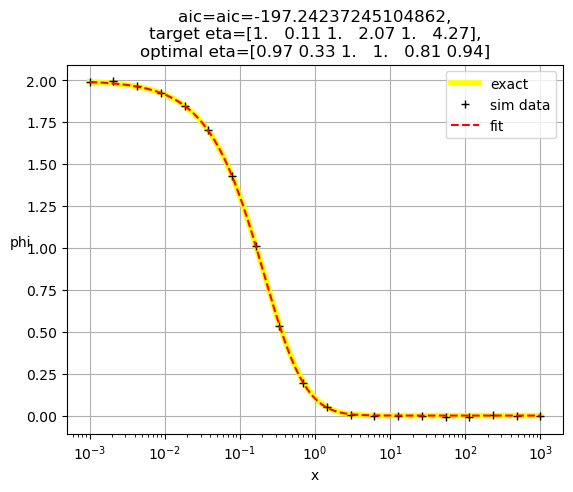 aic=aic=-197.24237245104862,
target eta=[1.   0.11 1.   2.07 1.   4.27],
optimal eta=[0.97 0.33 1.   1.   0.81 0.94]
exact
sim data
fit
2.00
1.75
1.50
1.25
phi
1.00
0.75
0.50
0.25
0.00
10⁻³ 10⁻² 10⁻¹ 10⁰ 10¹ 10² 10³
x